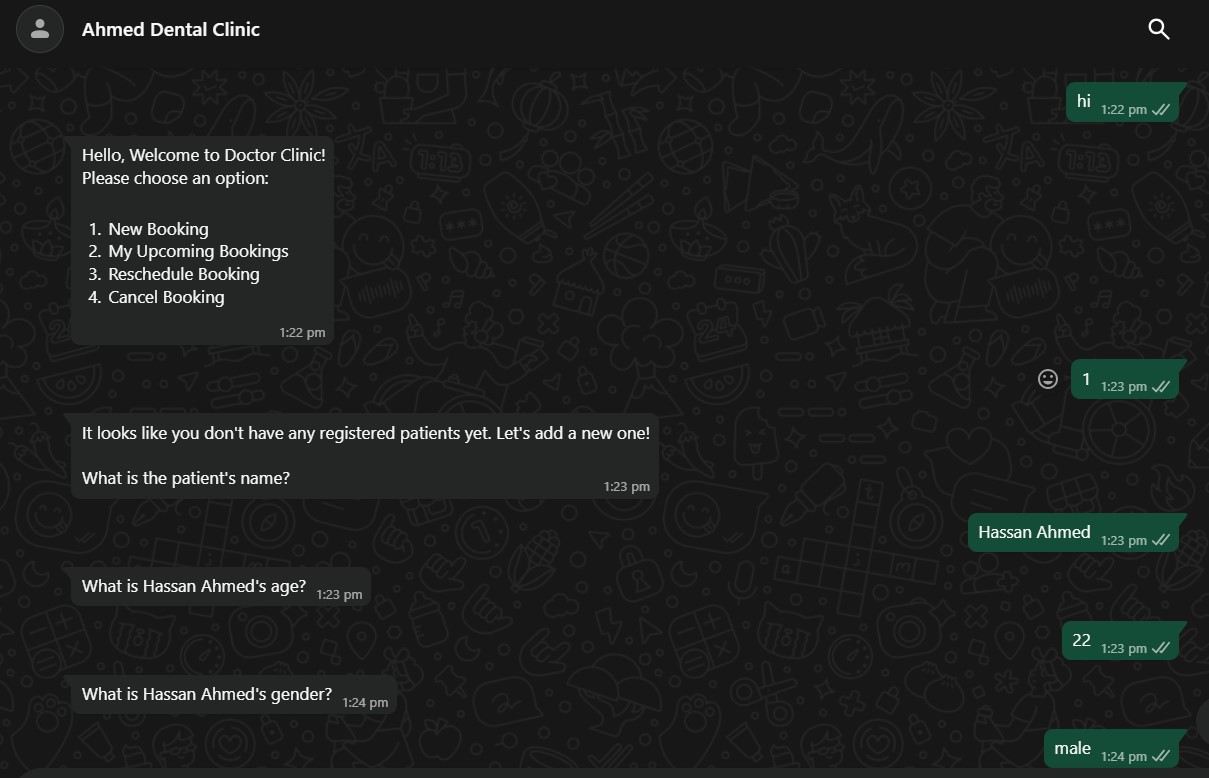 Ahmed Dental Clinic
hi 1:22 pm
Hello, Welcome to Doctor Clinic!
Please choose an option:
1. New Booking
2. My Upcoming Bookings
3. Reschedule Booking
4. Cancel Booking
1:22 pm
1 1:23 pm
It looks like you don't have any registered patients yet. Let's add a new one!
What is the patient's name?
1:23 pm
Hassan Ahmed 1:23 pm
What is Hassan Ahmed's age? 1:23 pm
22 1:23 pm
What is Hassan Ahmed's gender? 1:24 pm
male 1:24 pm